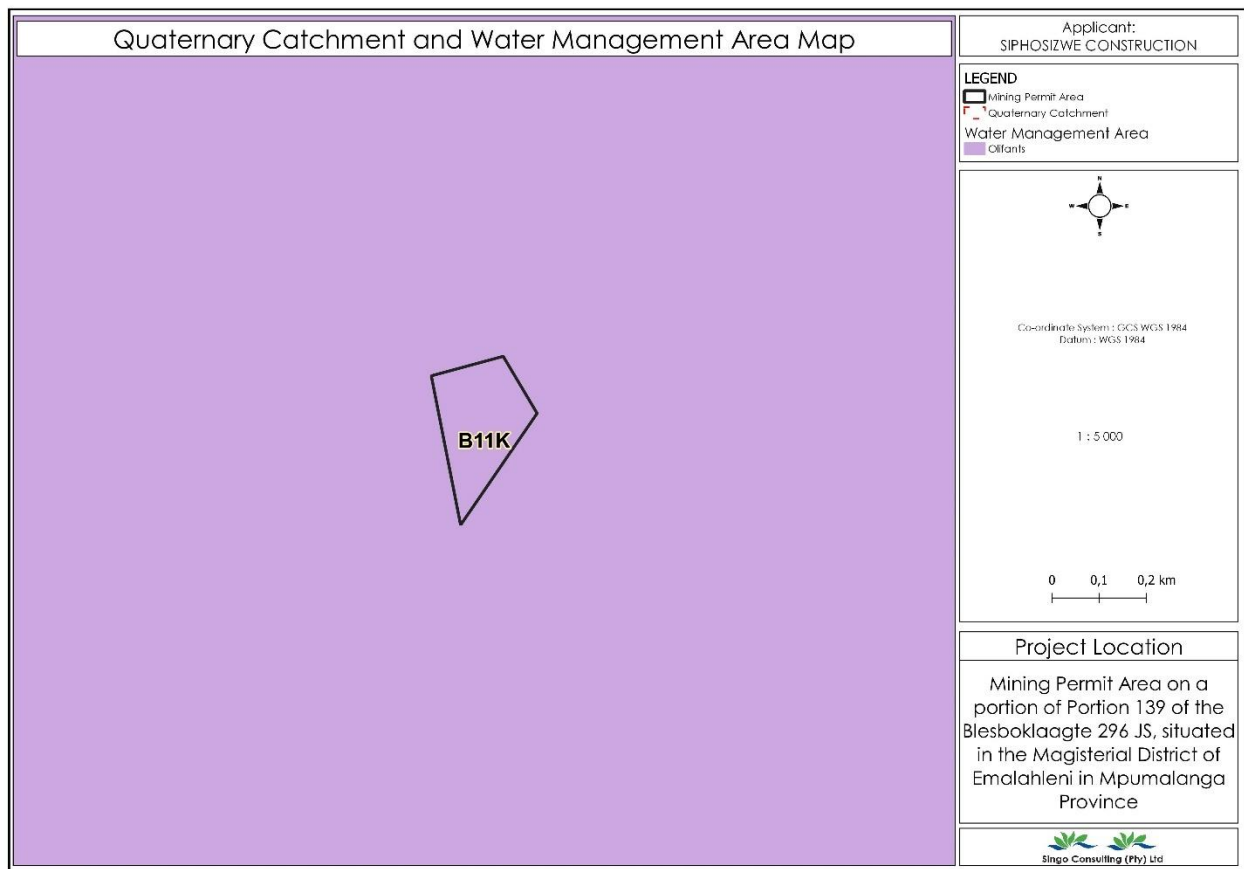 Quaternary Catchment and Water Management Area Map
B11K
Applicant:
SIPHOSIZWE CONSTRUCTION
LEGEND
Mining Permit Area
Quaternary Catchment
Water Management Area
Olifants
N
W E
S
Co-ordinate System : GCS WGS 1984
Datum : WGS 1984
1 : 5 000
0 0,1 0,2 km
Project Location
Mining Permit Area on a
portion of Portion 139 of the
Blesboklaagte 296 JS, situated
in the Magisterial District of
Emalahleni in Mpumalanga
Province
Singo Consulting (Pty) Ltd